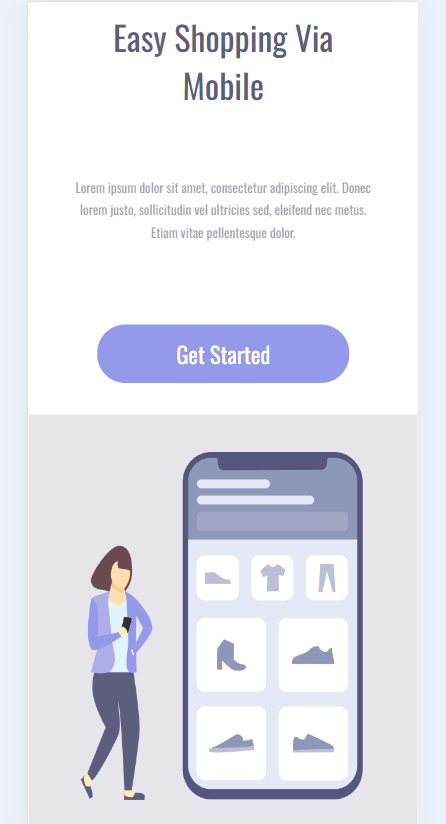 Easy Shopping Via
Mobile
Lorem ipsum dolor sit amet, consectetur adipiscing elit. Donec
lorem justo, sollicitudin vel ultricies sed, eleifend nec metus.
Etiam vitae pellentesque dolor.
Get Started